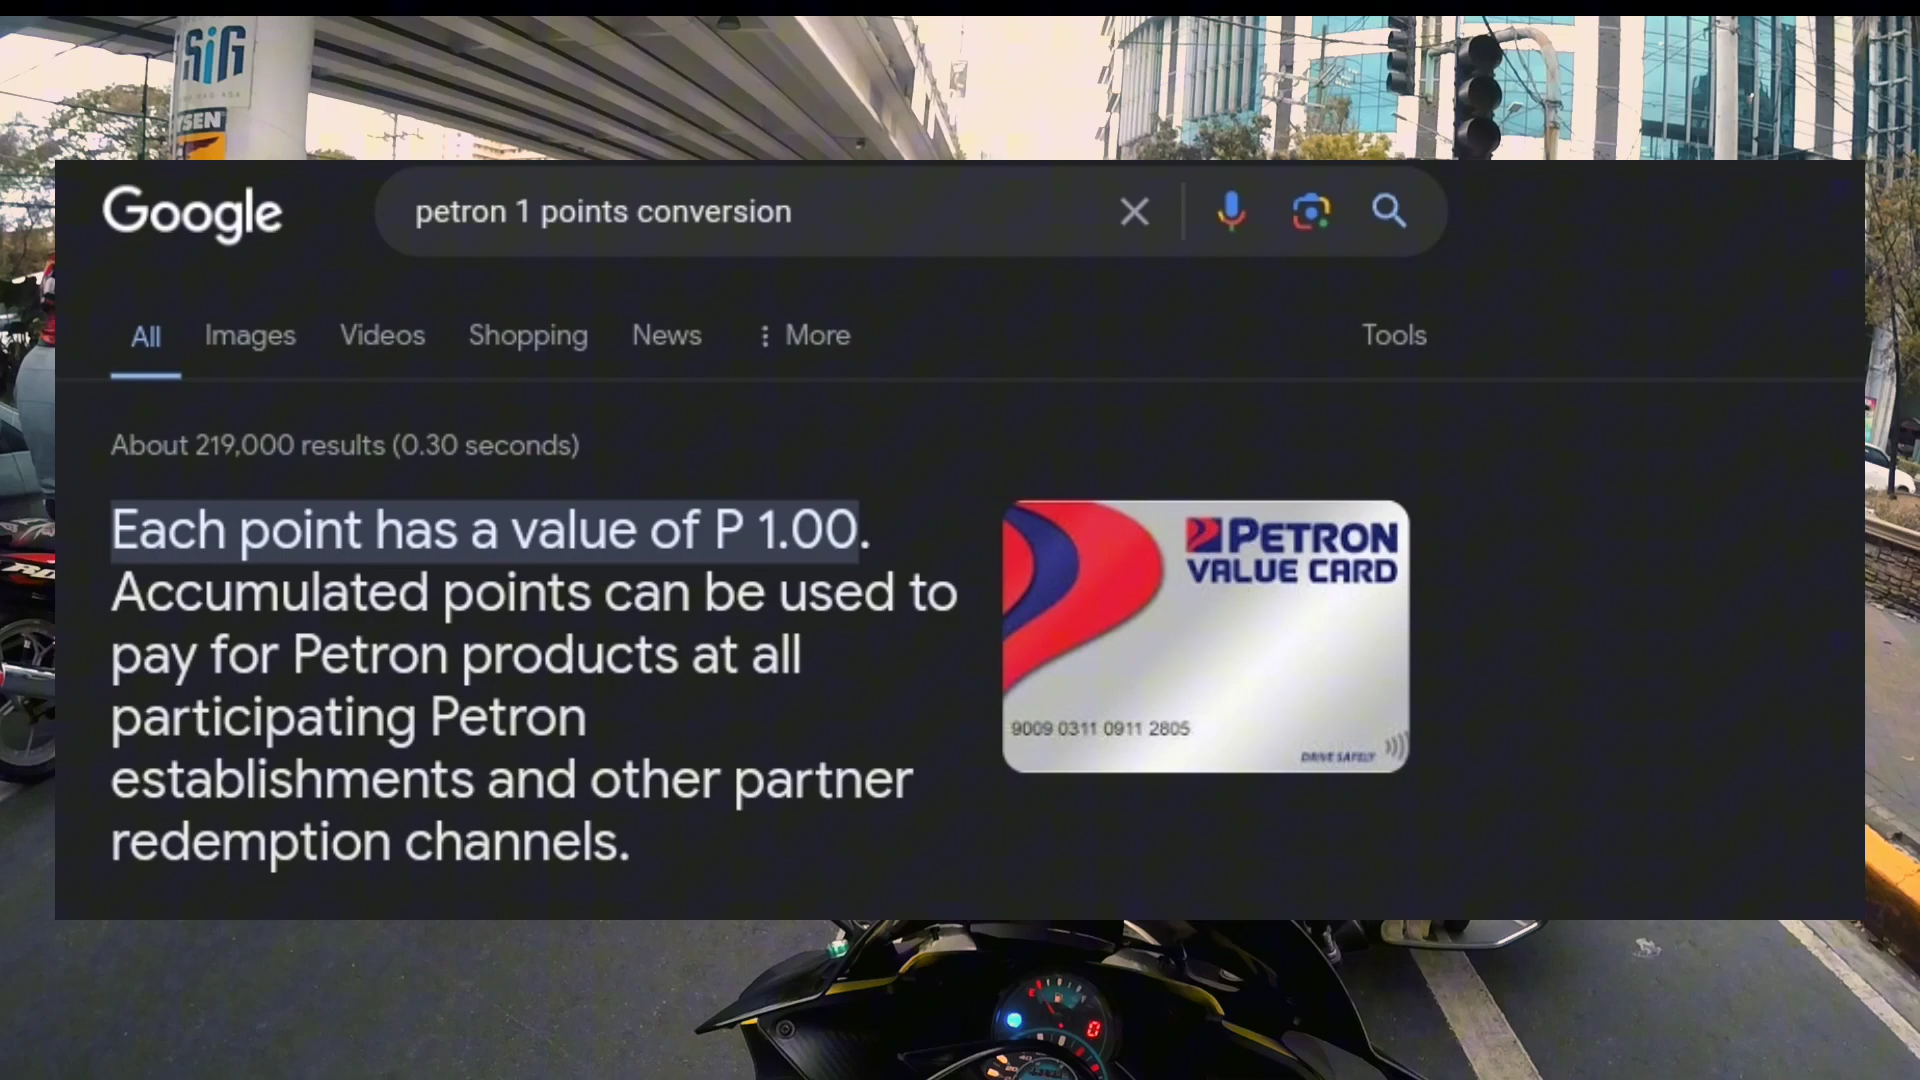 SiG
YSEN
Google
petron 1 points conversion
All
Images
Videos
Shopping
News
More
Tools
About 219,000 results (0.30 seconds)
Each point has a value of P 1.00.
Accumulated points can be used to
pay for Petron products at all
participating Petron
establishments and other partner
redemption channels.
PETRON
VALUE CARD
9009 0311 0911 2805
DRIVE SAFELY
0